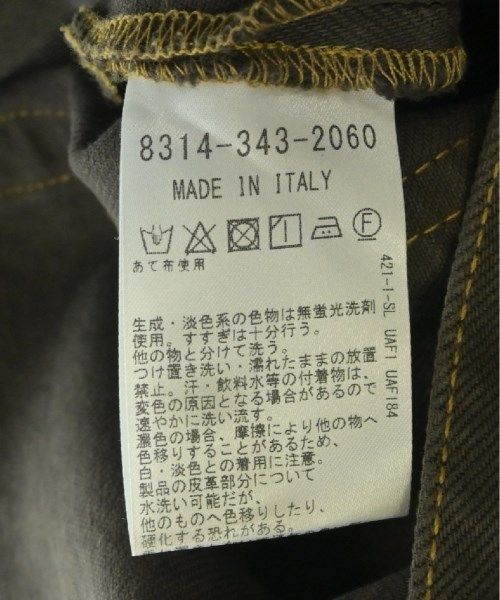 8314-343-2060
MADE IN ITALY
F
あて布使用
生成・淡色系の色物は無蛍光洗剤
使用。すすぎは十分行う。
他の物と分けて洗う。
つけ置き洗い・濡れたままの放置
禁止。汗・飲料水等の付着物は、
変色の原因となる場合があるので
速やかに洗い流す。
濃色の場合、摩擦により他の物へ
色移りすることがあるため、
白・淡色との着用に注意。
製品の皮革部分について
水洗い可能だが、
他のものへ色移りしたり、
硬化する恐れがある。
421-I-SL UAF1 UAF184